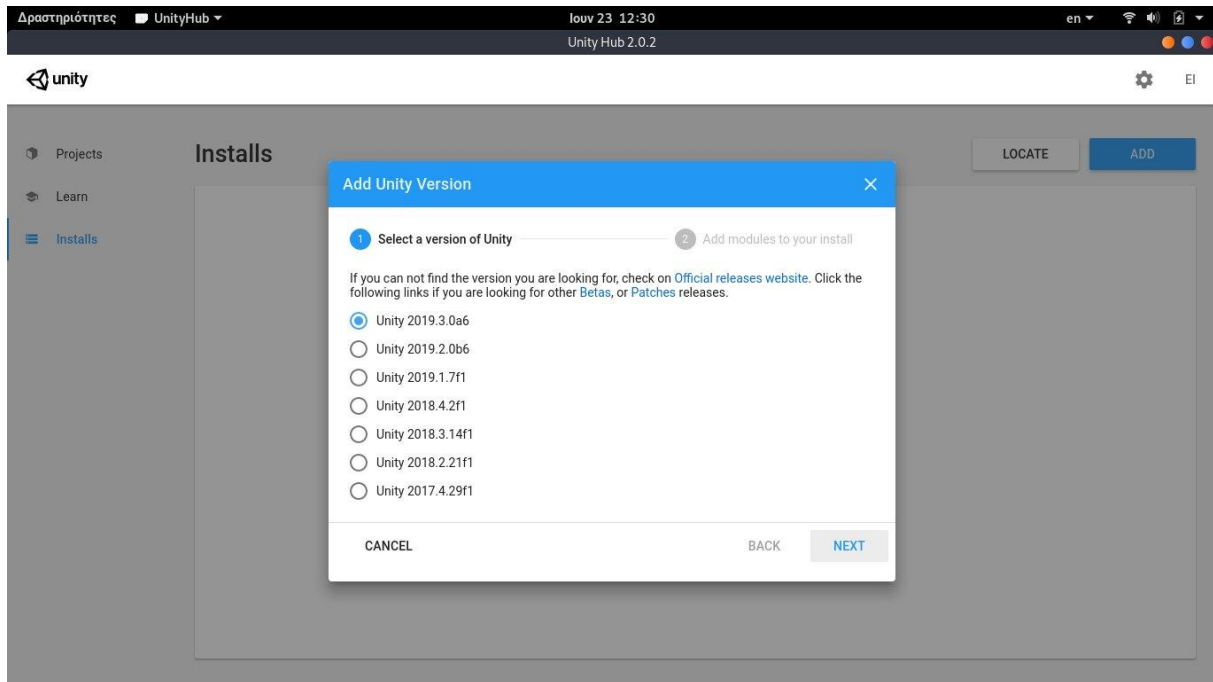 Δραστηριότητες UnityHub Ιουν 23 12:30 en
Unity Hub 2.0.2
unity EI
Projects
Learn
Installs
Installs LOCATE ADD
Add Unity Version
1 Select a version of Unity 2 Add modules to your install
If you can not find the version you are looking for, check on Official releases website. Click the
following links if you are looking for other Betas, or Patches releases.
Unity 2019.3.0a6
Unity 2019.2.0b6
Unity 2019.1.7f1
Unity 2018.4.2f1
Unity 2018.3.14f1
Unity 2018.2.21f1
Unity 2017.4.29f1
CANCEL BACK NEXT